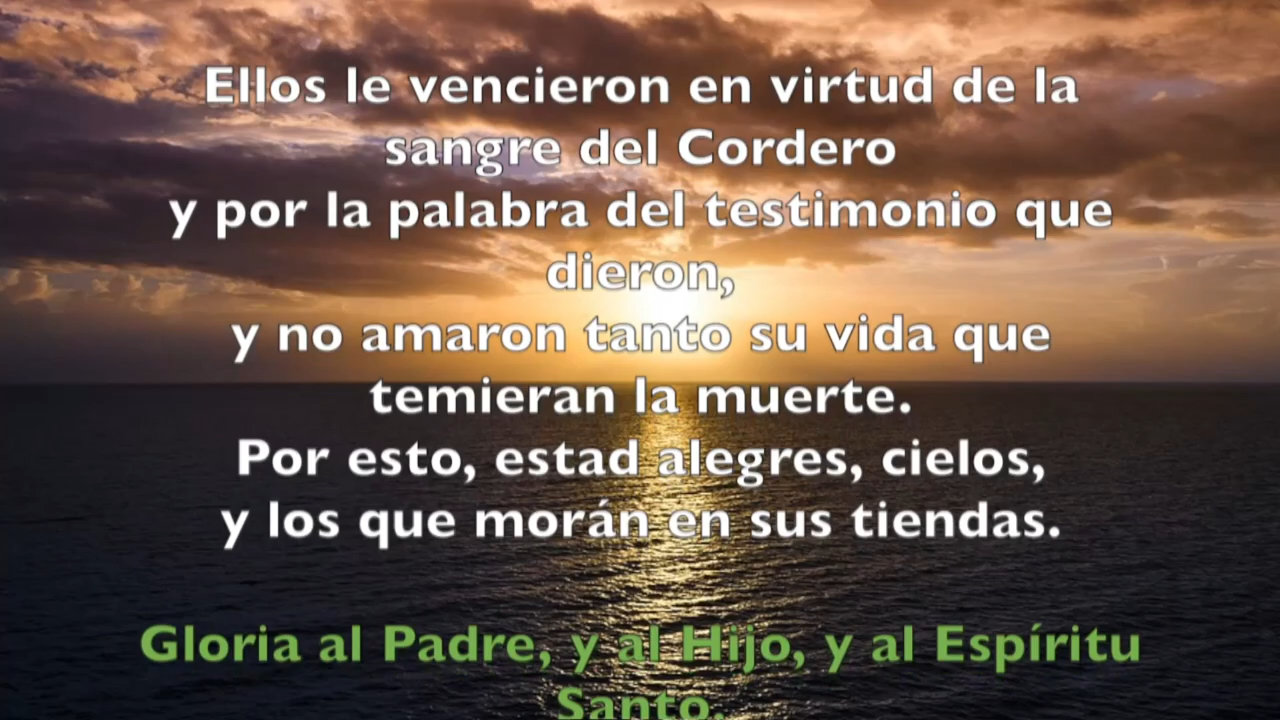 Ellos le vencieron en virtud de la
sangre del Cordero
y por la palabra del testimonio que
dieron,
y no amaron tanto su vida que
temieran la muerte.
Por esto, estad alegres, cielos,
y los que morán en sus tiendas.
Gloria al Padre, y al Hijo, y al Espíritu
Santo.